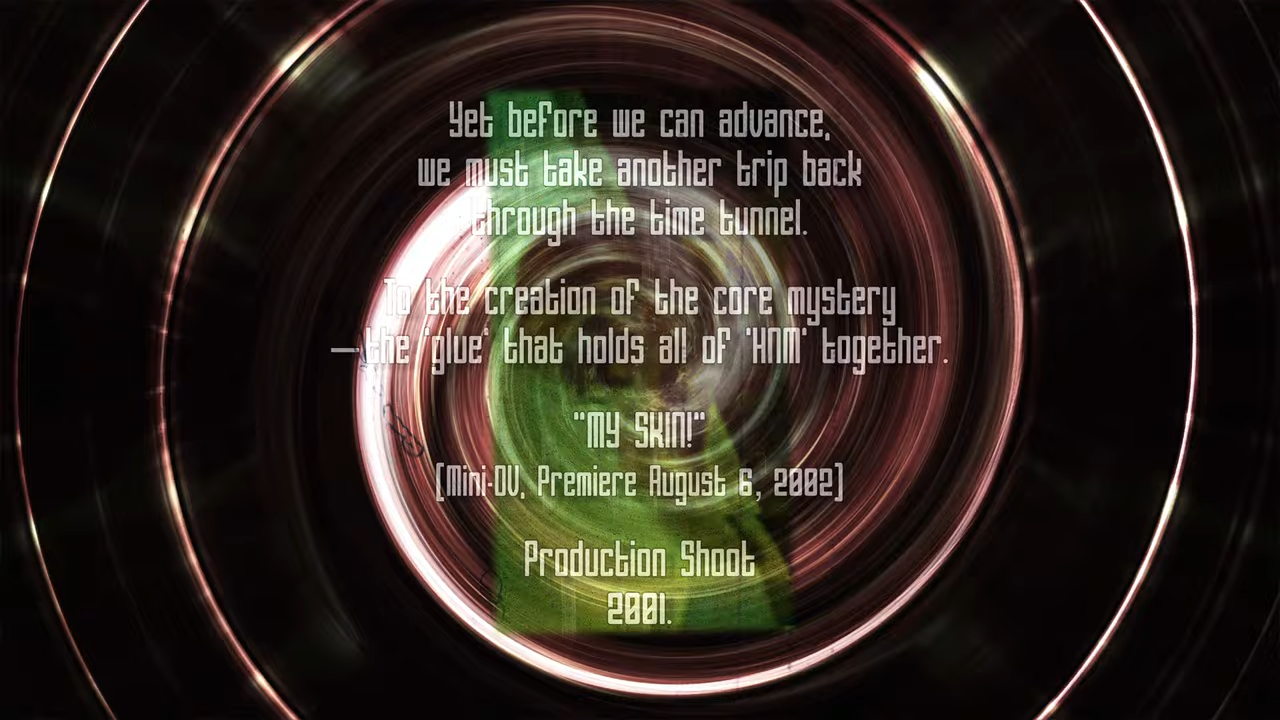 Yet before we can advance,
we must take another trip back
through the time tunnel.
To the creation of the core mystery
—the 'glue' that holds all of 'HNM' together.
"MY SKIN!"
[Mini-DV, Premiere August 6, 2002]
Production Shoot
2001.